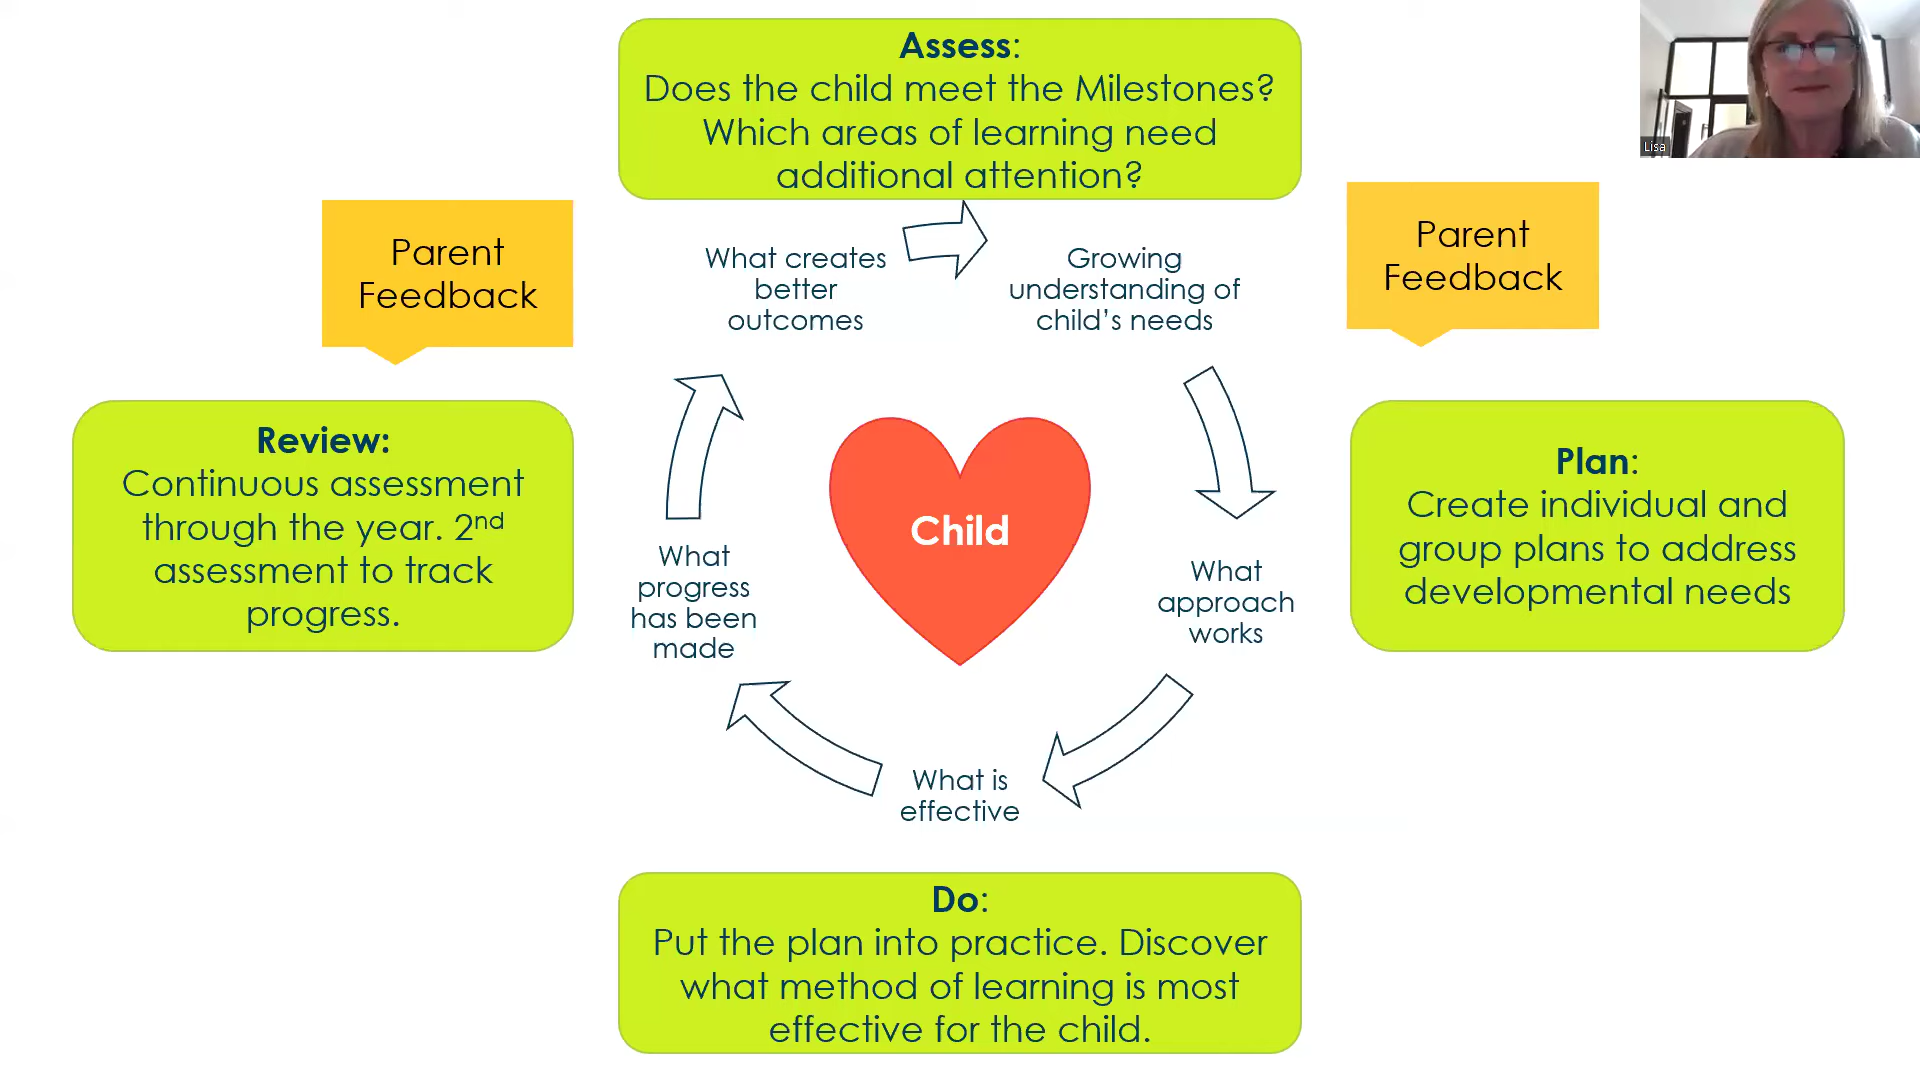 Assess:
Does the child meet the Milestones?
Which areas of learning need
additional attention?
Lisa
Parent
Feedback
Parent
Feedback
What creates
better
outcomes
Growing
understanding of
child's needs
Review:
Continuous assessment
through the year. 2nd
assessment to track
progress.
Child
Plan:
Create individual and
group plans to address
developmental needs
What
progress
has been
made
What
approach
works
What is
effective
Do:
Put the plan into practice. Discover
what method of learning is most
effective for the child.